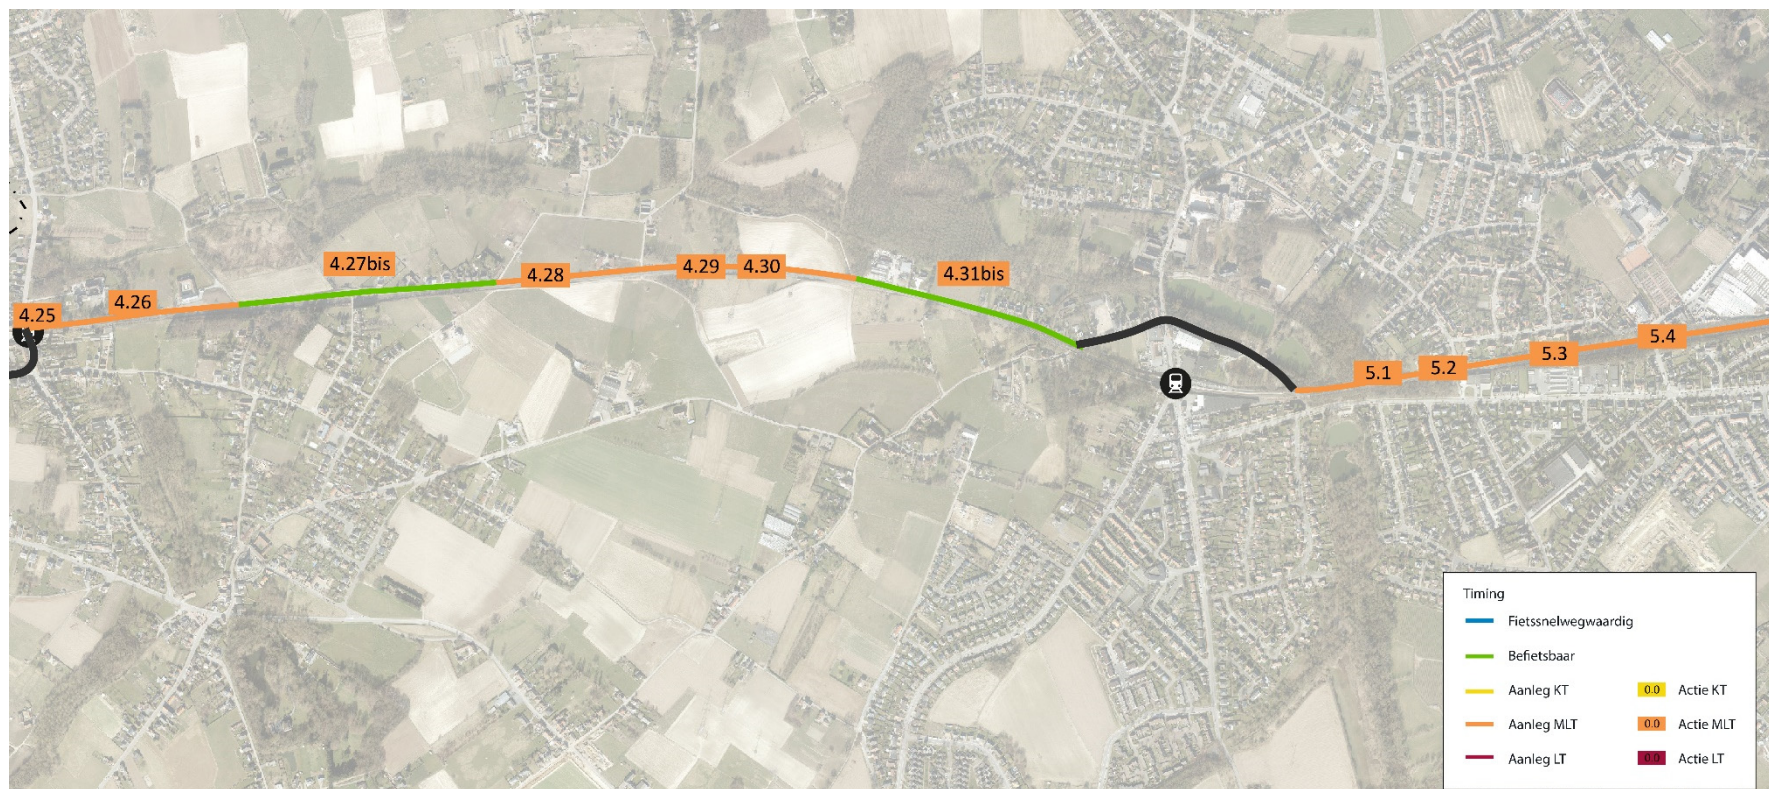 4.25
4.26
4.27bis
4.28
4.29
4.30
4.31bis
5.1
5.2
5.3
5.4
Timing
Fietssnelwegwaardig
Befietsbaar
Aanleg KT
0.0 Actie KT
Aanleg MLT
0.0 Actie MLT
Aanleg LT
0.0 Actie LT